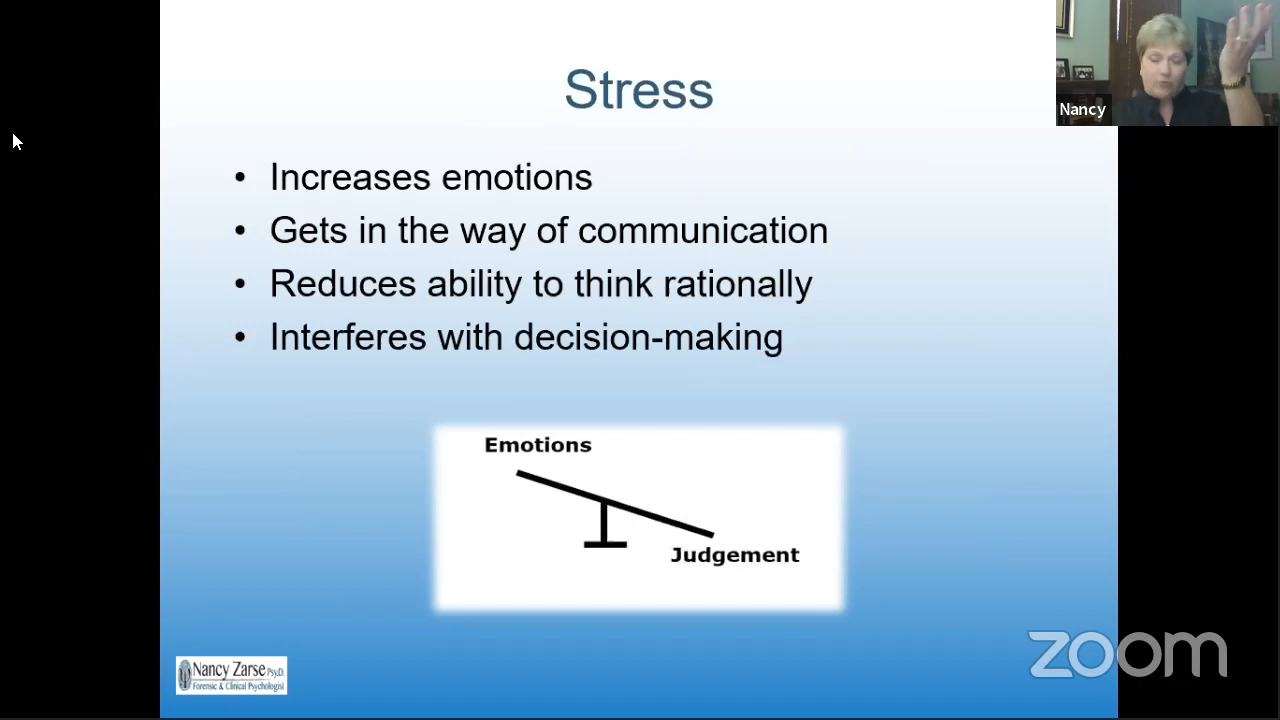 Stress
Nancy
• Increases emotions
• Gets in the way of communication
• Reduces ability to think rationally
• Interferes with decision-making
Emotions
Judgement
Nancy Zarse Psy.D.
Forensic & Clinical Psychologist
zoom